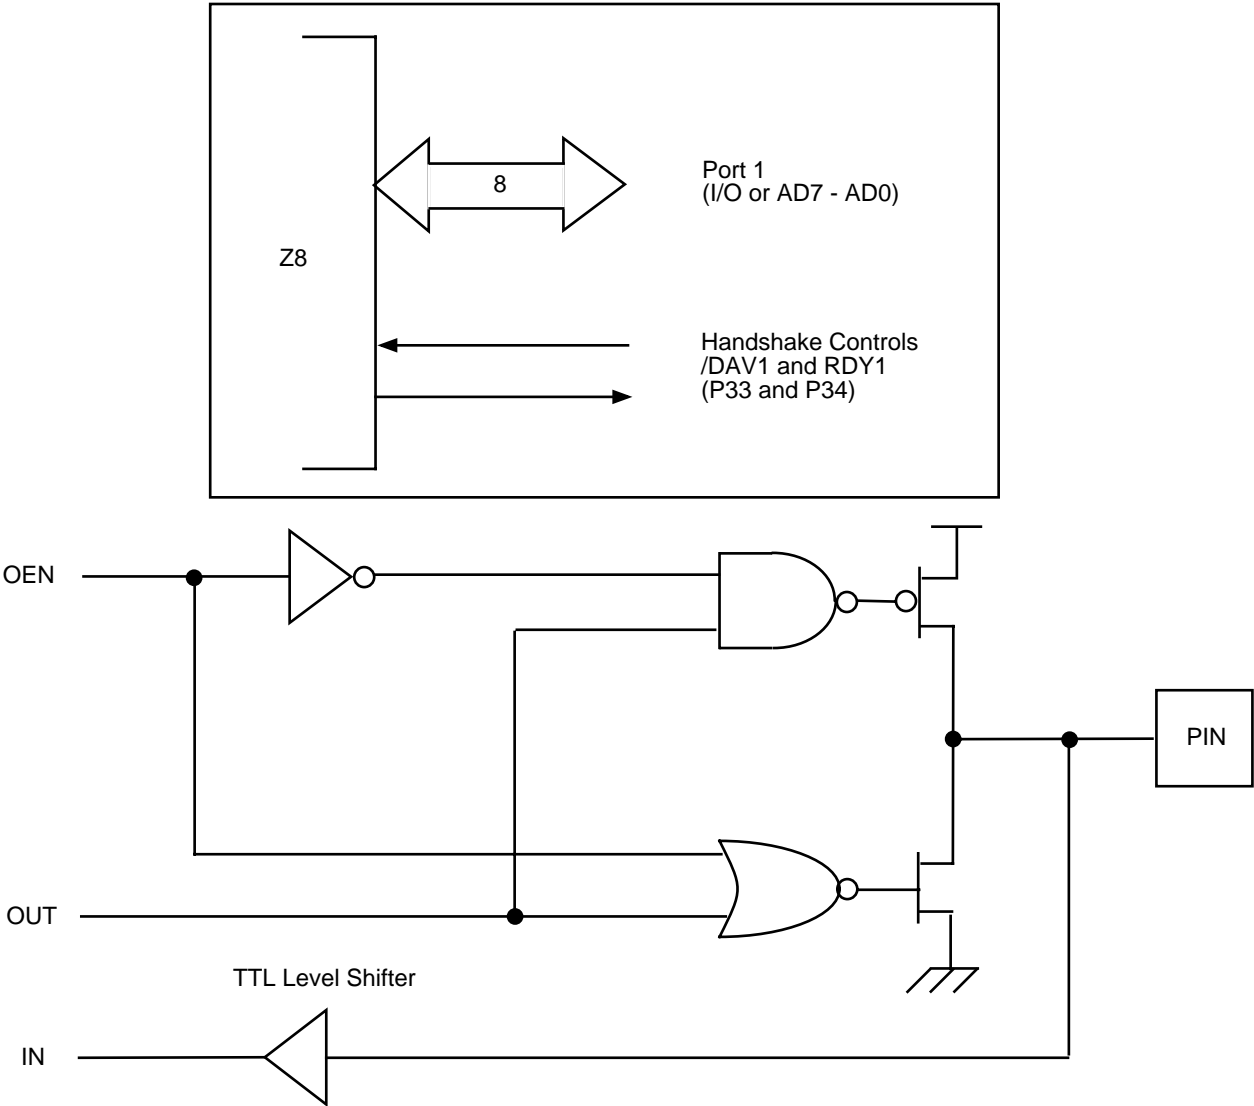 Port 1
(I/O or AD7 - AD0)
8
Z8
Handshake Controls
/DAV1 and RDY1
(P33 and P34)
OEN
PIN
OUT
TTL Level Shifter
IN